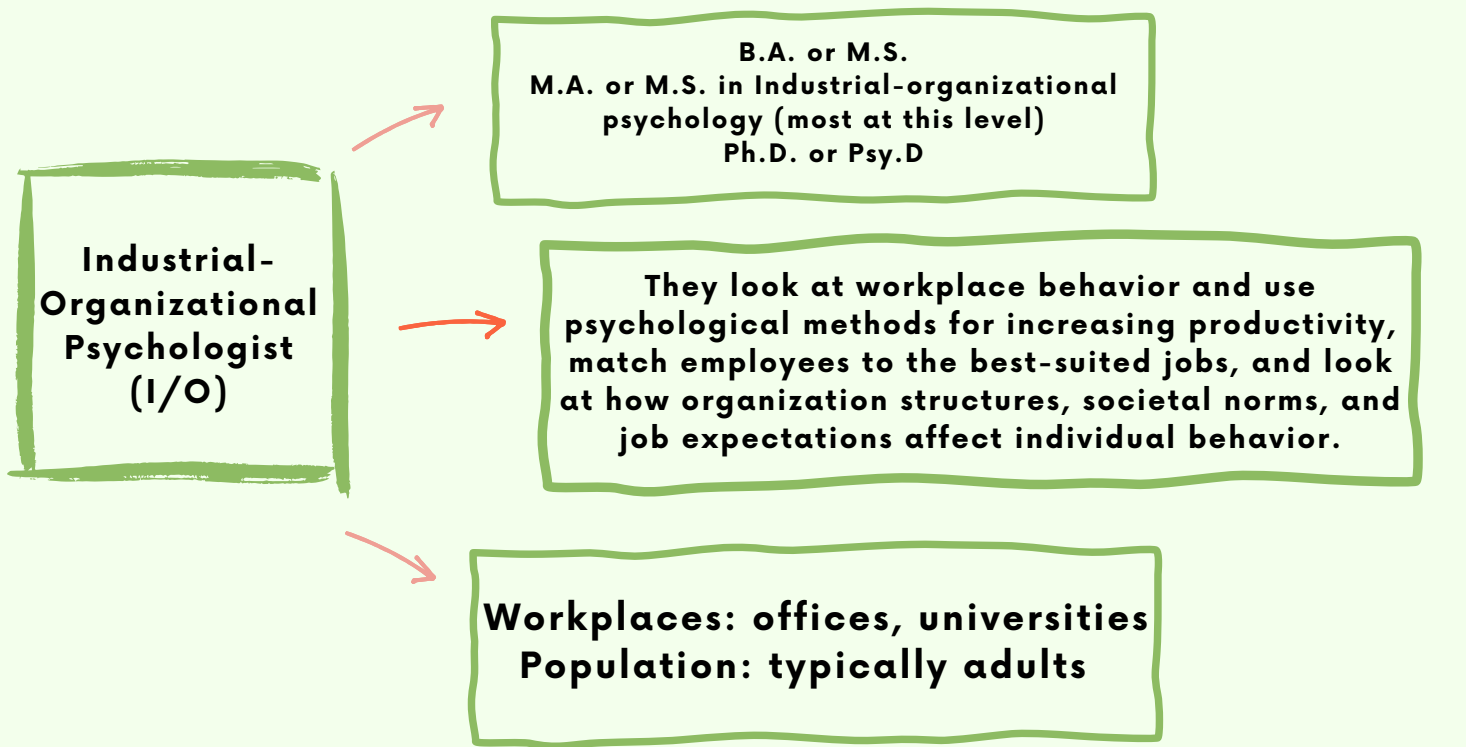 B.A. or M.S.
M.A. or M.S. in Industrial-organizational
psychology (most at this level)
Ph.D. or Psy.D
Industrial-
Organizational
Psychologist
(I/O)
They look at workplace behavior and use
psychological methods for increasing productivity,
match employees to the best-suited jobs, and look
at how organization structures, societal norms, and
job expectations affect individual behavior.
Workplaces: offices, universities
Population: typically adults